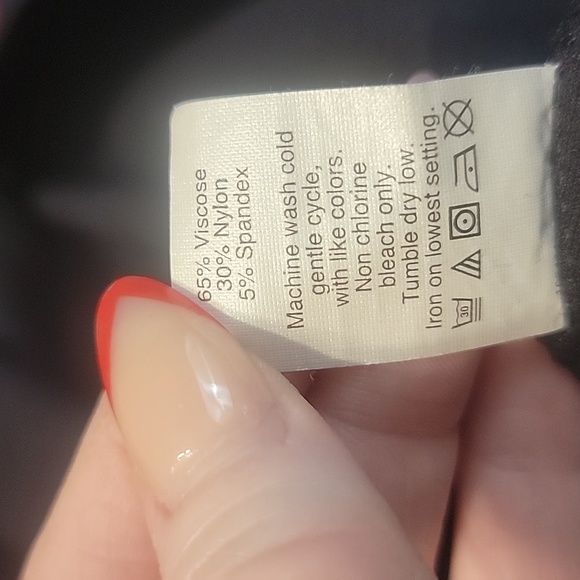 65% Viscose
30% Nylon
5% Spandex
Machine wash cold
gentle cycle,
with like colors.
Non chlorine
bleach only.
Tumble dry low.
Iron on lowest setting.
30